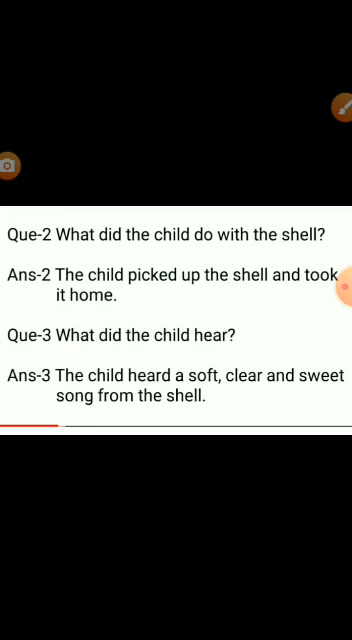 Que-2 What did the child do with the shell?
Ans-2 The child picked up the shell and took
it home.
Que-3 What did the child hear?
Ans-3 The child heard a soft, clear and sweet
song from the shell.